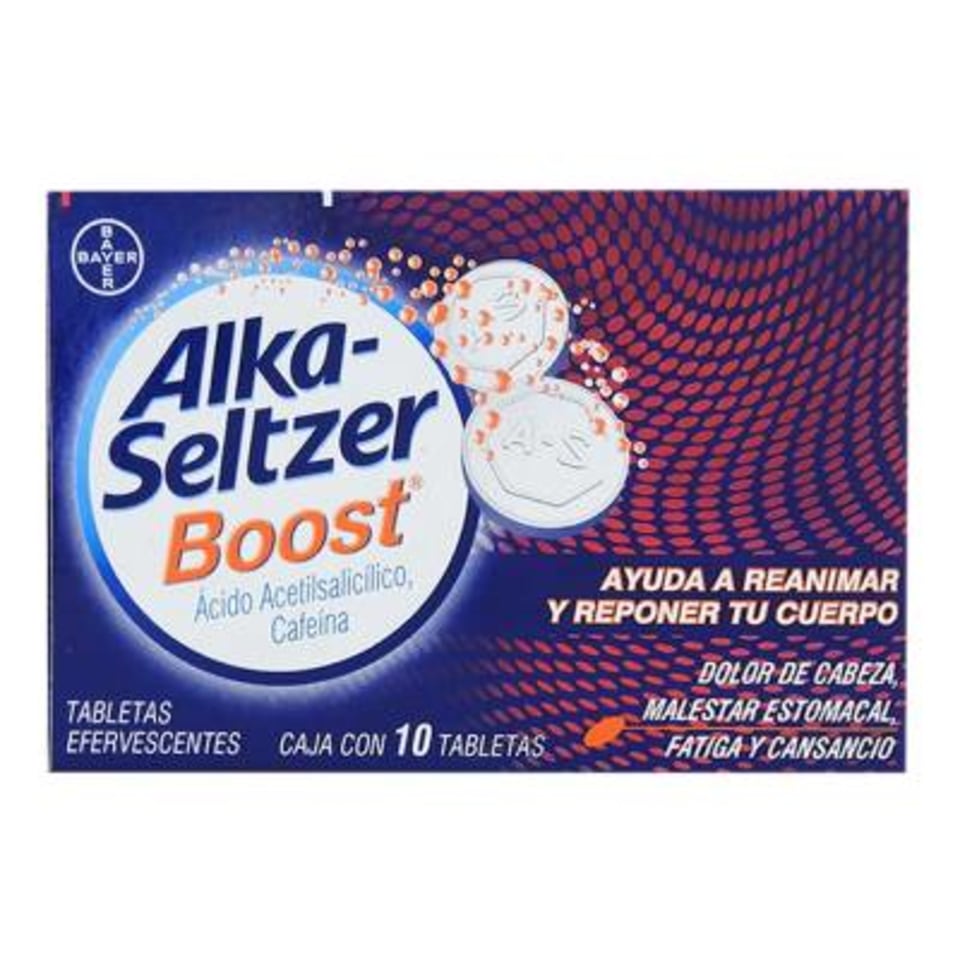 BAYER
BAYER
Alka-
Seltzer
Boost®
Ácido Acetilsalicílico,
Cafeína
A-S
AYUDA A REANIMAR
Y REPONER TU CUERPO
DOLOR DE CABEZA,
MALESTAR ESTOMACAL,
FATIGA Y CANSANCIO
TABLETAS
EFERVESCENTES
CAJA CON 10 TABLETAS